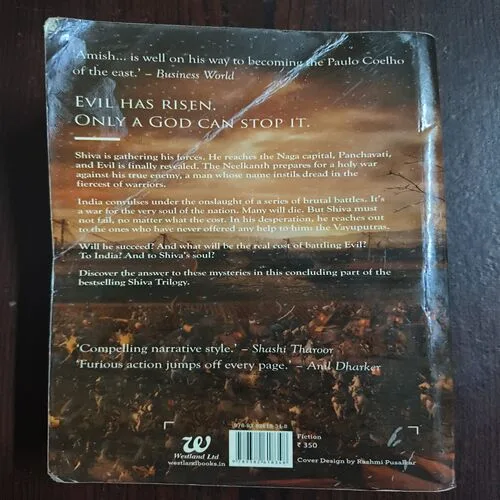 'Amish... is well on his way to becoming the Paulo Coelho
of the east.' – Business World
EVIL HAS RISEN.
ONLY A GOD CAN STOP IT.
Shiva is gathering his forces. He reaches the Naga capital, Panchavati,
and Evil is finally revealed. The Neelkanth prepares for a holy war
against his true enemy, a man whose name instils dread in the
fiercest of warriors.
India convulses under the onslaught of a series of brutal battles. It's
a war for the very soul of the nation. Many will die. But Shiva must
not fail, no matter what the cost. In his desperation, he reaches out
to the ones who have never offered any help to him: the Vayuputras.
Will he succeed? And what will be the real cost of battling Evil?
To India? And to Shiva's soul?
Discover the answer to these mysteries in this concluding part of the
bestselling Shiva Trilogy.
'Compelling narrative style.' – Shashi Tharoor
'Furious action jumps off every page.' – Anil Dharker
Westland Ltd
westlandbooks.in
Fiction
₹ 350
Cover Design by Rashmi Pusalkar